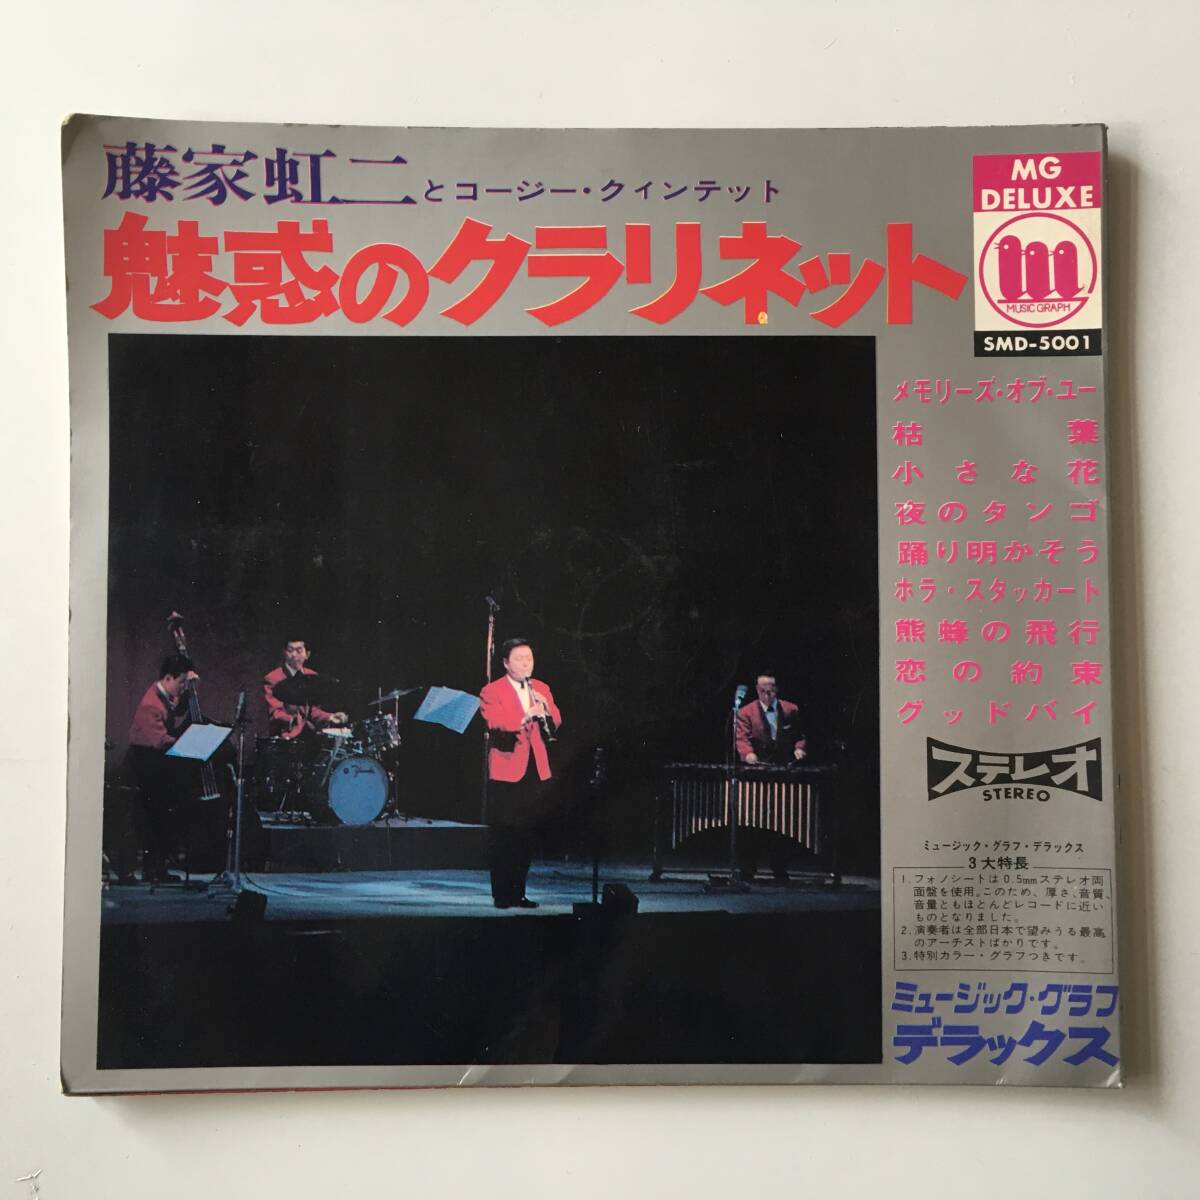 藤家虹二とコージー・クィンテット
魅惑のクラリネット
MG
DELUXE
MUSIC GRAPH
SMD-5001
メモリーズ・オブ・ユー
枯葉
小さな花
夜のタンゴ
踊り明かそう
ホラ・スタッカート
熊蜂の飛行
恋の約束
グッドバイ
ステレオ
STEREO
ミュージック・グラフ・デラックス
3大特長
1.フォノシートは0.5mmステレオ両
面盤を使用。このため、厚さ、音質、
音量ともほとんどレコードに近い
ものとなりました。
2.演奏者は全部日本で望みうる最高
のアーチストばかりです。
3.特別カラー・グラフつきです。
ミュージック・グラフ
デラックス